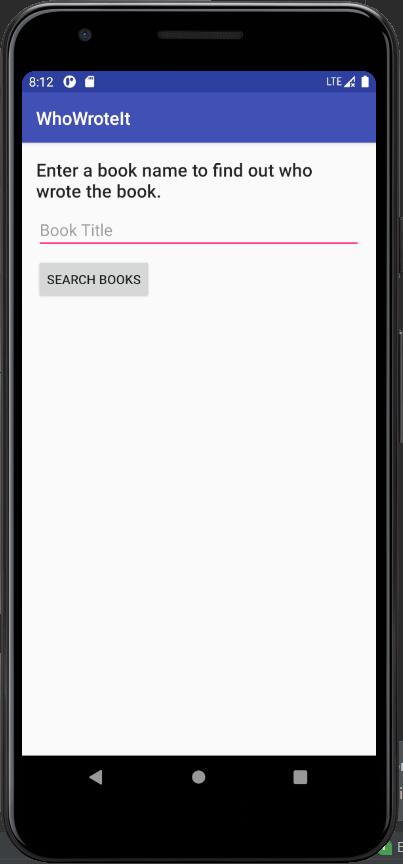 8:12 LTE
WhoWroteIt
Enter a book name to find out who
wrote the book.
Book Title
SEARCH BOOKS